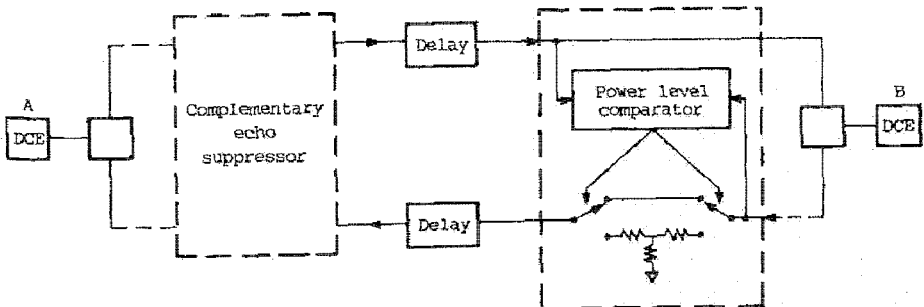 A
DCE
Complementary
echo
suppressor
Delay
Delay
Power level
comparator
B
DCE